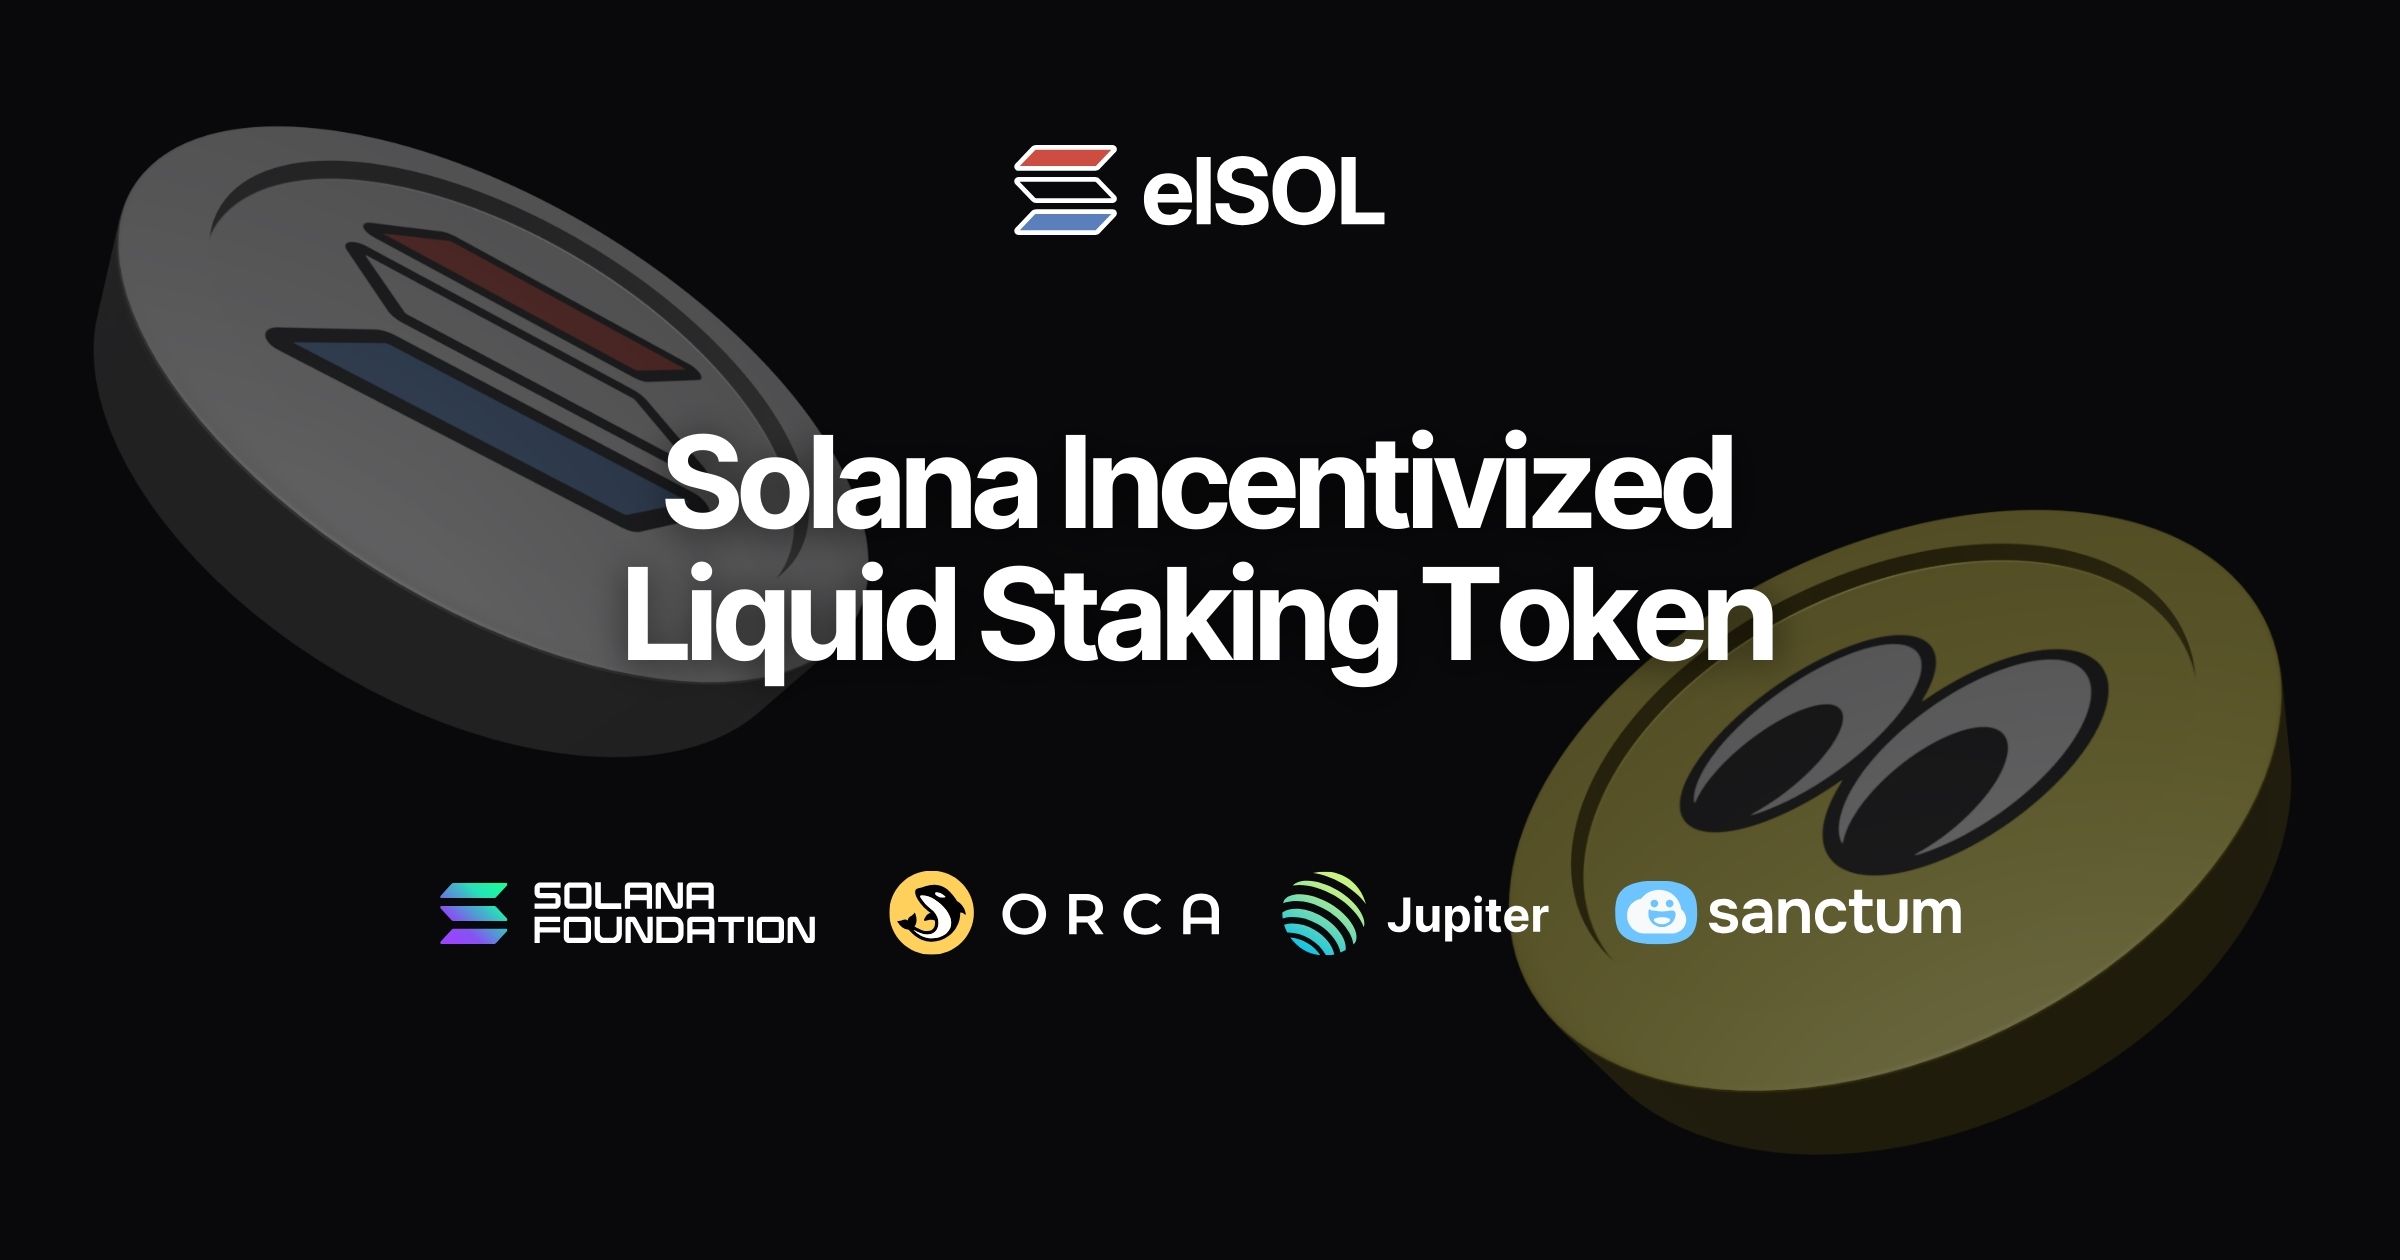 elSOL
Solana Incentivized
Liquid Staking Token
SOLANA
FOUNDATION
ORCA
Jupiter
sanctum